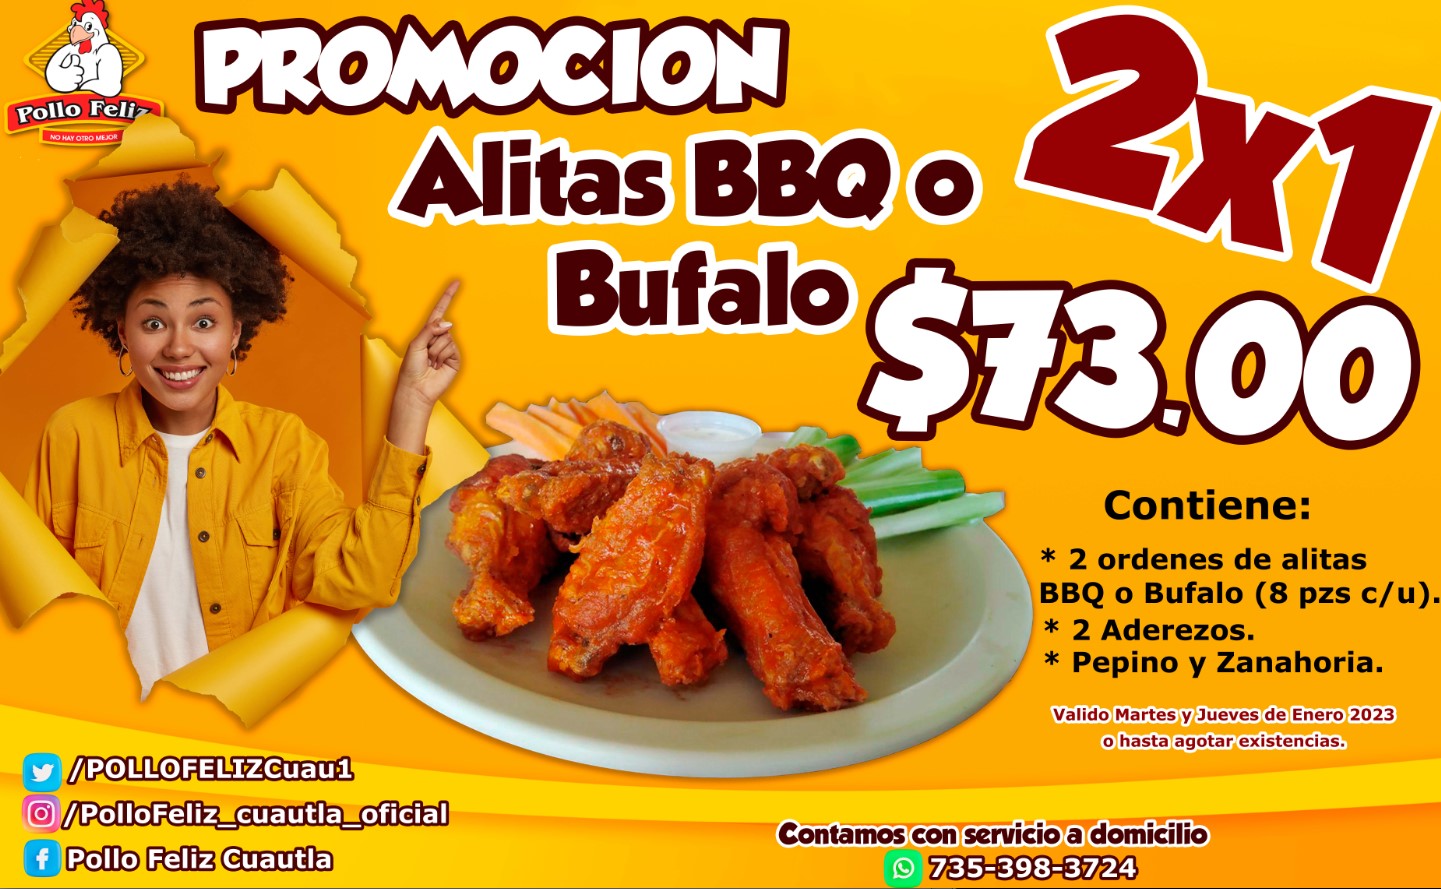 Pollo Feliz
NO HAY OTRO MEJOR
PROMOCION
2x1
Alitas BBQ o
Bufalo
$73.00
Contiene:
* 2 ordenes de alitas
BBQ o Bufalo (8 pzs c/u).
* 2 Aderezos.
* Pepino y Zanahoria.
Valido Martes y Jueves de Enero 2023
o hasta agotar existencias.
/POLLOFELIZCuau1
/PolloFeliz_cuautla_oficial
Pollo Feliz Cuautla
Contamos con servicio a domicilio
735-398-3724